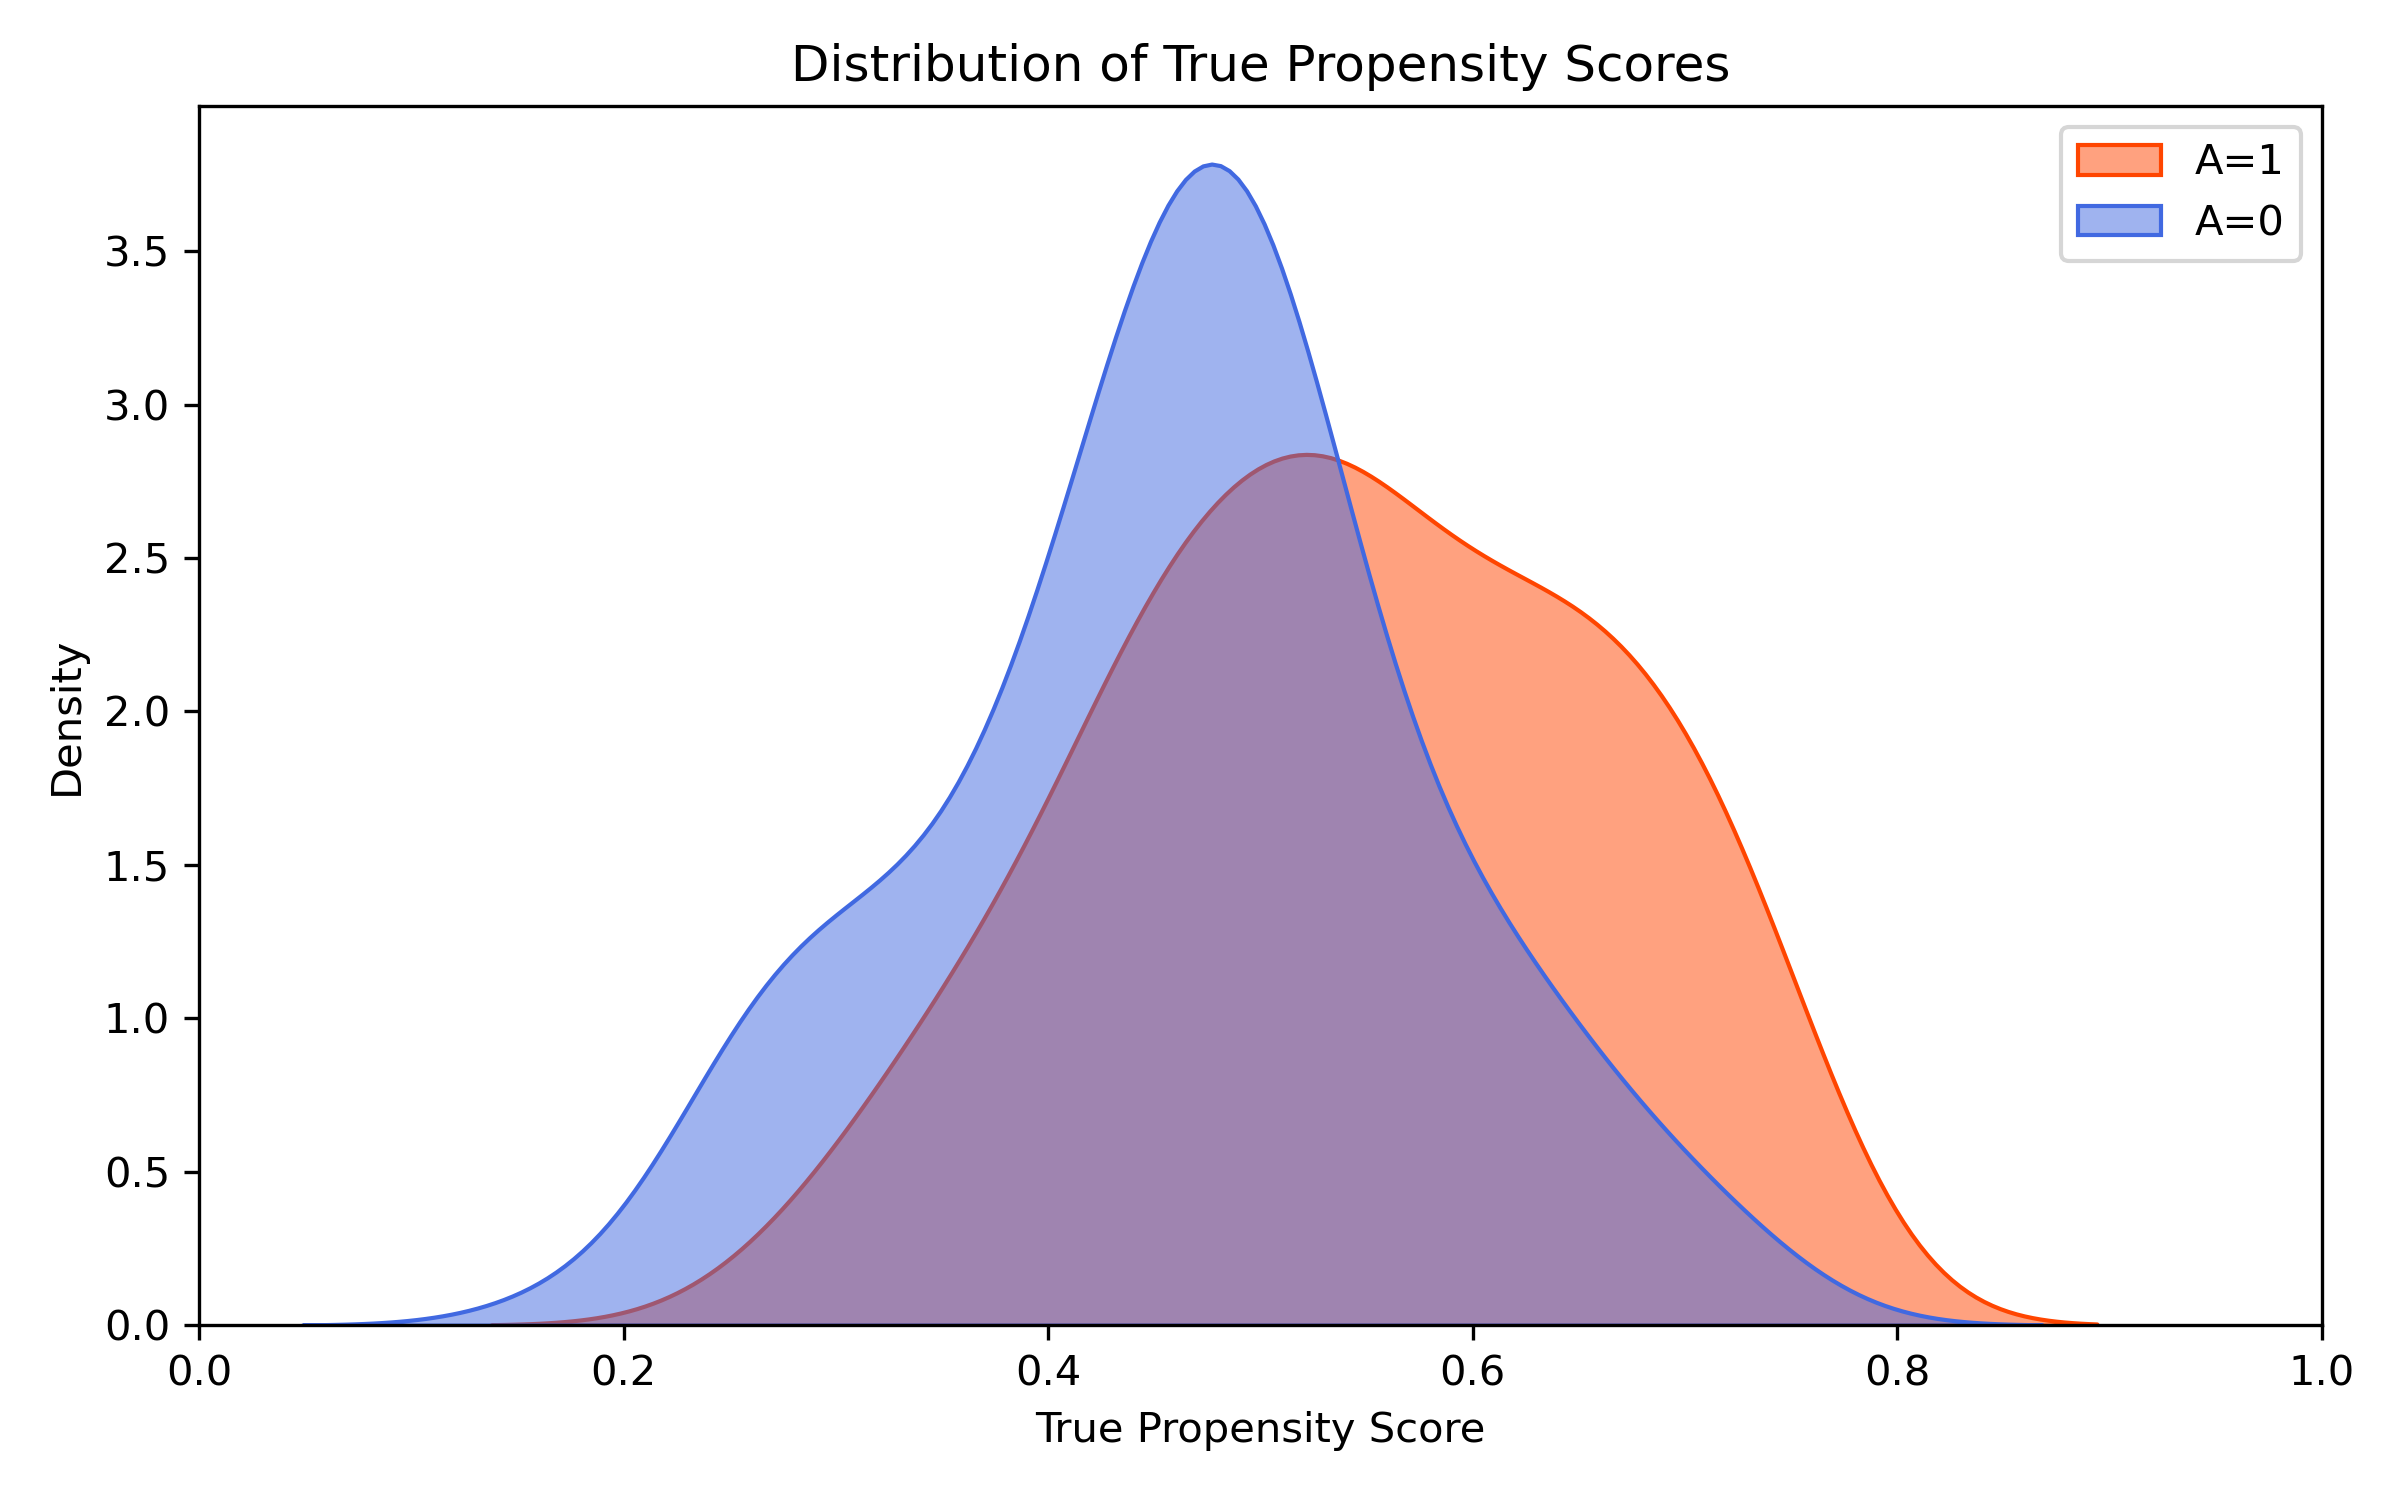 Distribution of True Propensity Scores
A=1
A=0
3.5
3.0
2.5
2.0
1.5
1.0
0.5
0.0
Density
0.0 0.2 0.4 0.6 0.8 1.0
True Propensity Score